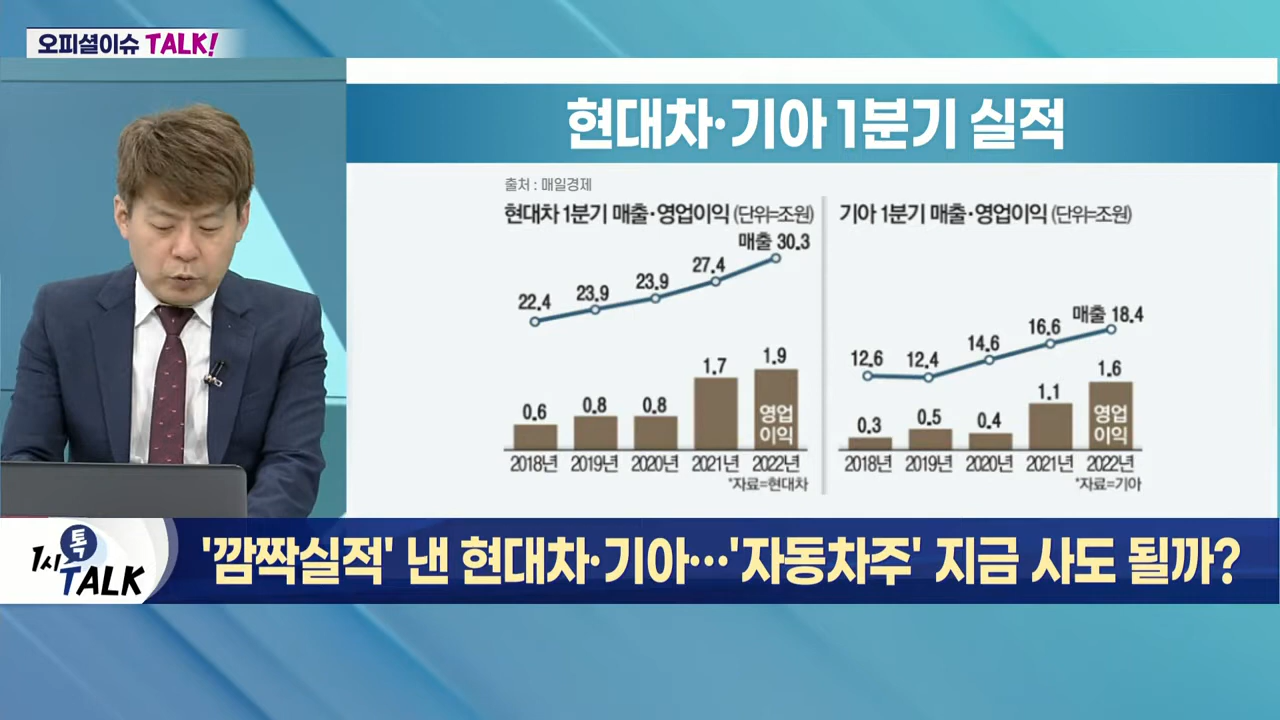 오피셜이슈 TALK!
현대차·기아 1분기 실적
출처 : 매일경제
현대차 1분기 매출·영업이익 (단위=조원)
매출 30.3
27.4
23.9
23.9
22.4
1.9
1.7
0.8
0.8
0.6
영업
이익
2018년 2019년 2020년 2021년 2022년
*자료=현대차
기아 1분기 매출·영업이익 (단위=조원)
매출 18.4
16.6
14.6
12.6 12.4
1.6
1.1
0.5
0.4
0.3
영업
이익
2018년 2019년 2020년 2021년 2022년
*자료=기아
1시 톡
TALK
'깜짝실적' 낸 현대차·기아…'자동차주' 지금 사도 될까?